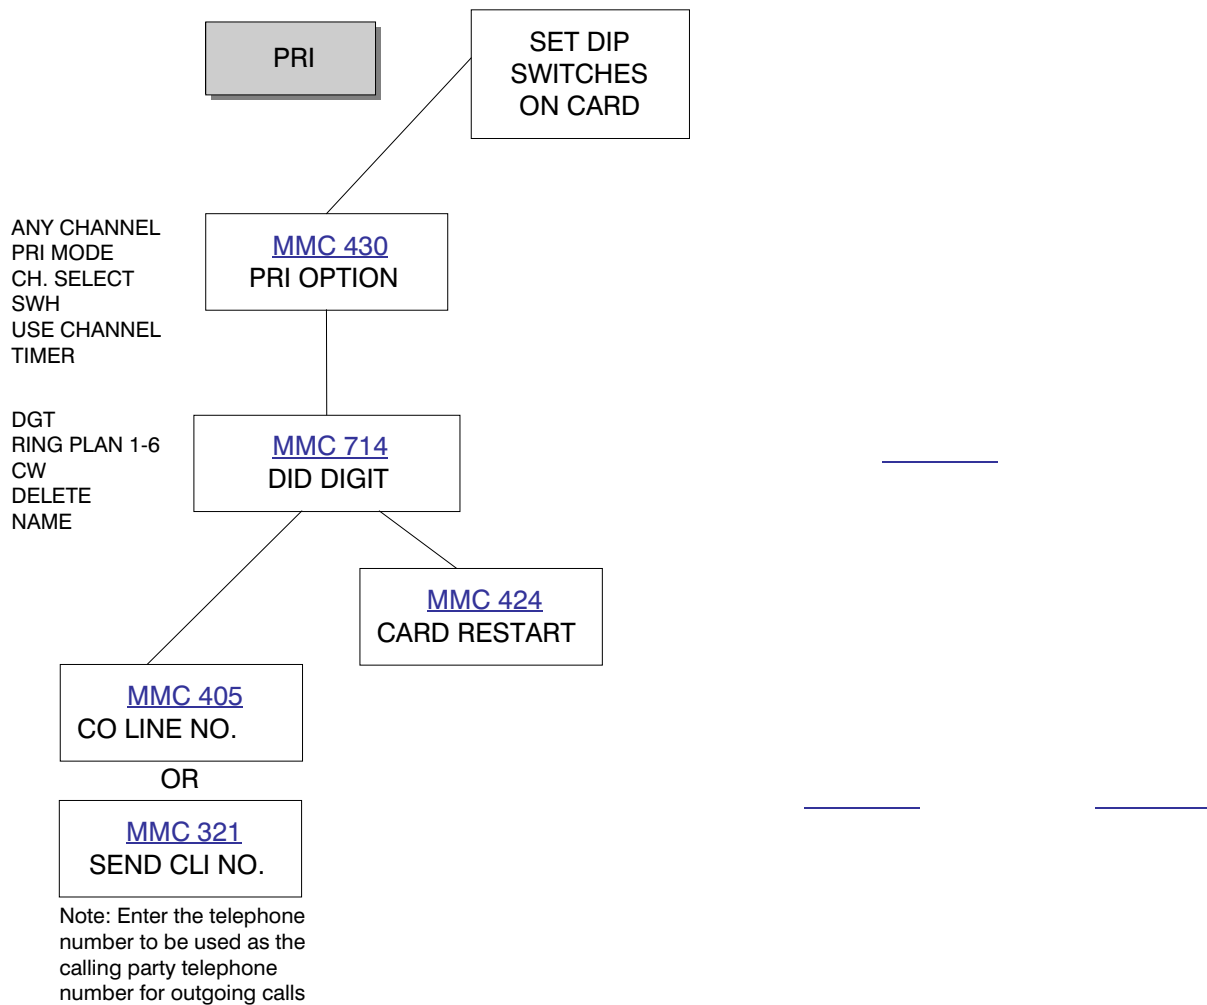 PRI
SET DIP
SWITCHES
ON CARD
ANY CHANNEL
PRI MODE
CH. SELECT
SWH
USE CHANNEL
TIMER
MMC 430
PRI OPTION
DGT
RING PLAN 1-6
CW
DELETE
NAME
MMC 714
DID DIGIT
MMC 424
CARD RESTART
MMC 405
CO LINE NO.
OR
MMC 321
SEND CLI NO.
Note: Enter the telephone
number to be used as the
calling party telephone
number for outgoing calls